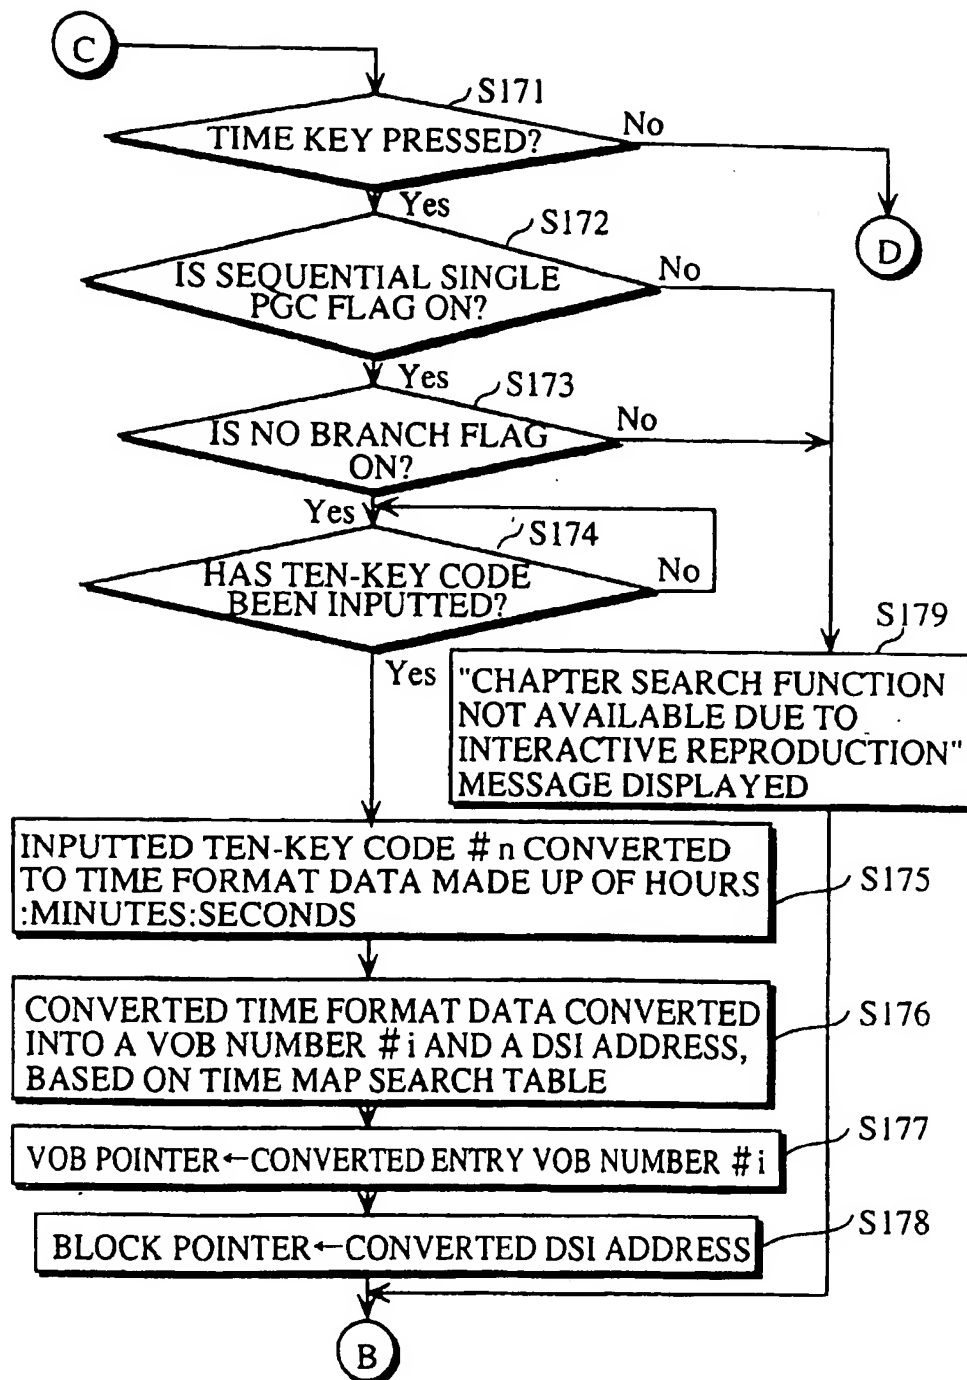 C
S171
TIME KEY PRESSED?
No
Yes
S172
D
IS SEQUENTIAL SINGLE
PGC FLAG ON?
No
Yes
S173
IS NO BRANCH FLAG
ON?
No
Yes
S174
HAS TEN-KEY CODE
BEEN INPUTTED?
No
Yes
S179
"CHAPTER SEARCH FUNCTION
NOT AVAILABLE DUE TO
INTERACTIVE REPRODUCTION"
MESSAGE DISPLAYED
INPUTTED TEN-KEY CODE #n CONVERTED
TO TIME FORMAT DATA MADE UP OF HOURS
:MINUTES:SECONDS
S175
CONVERTED TIME FORMAT DATA CONVERTED
INTO A VOB NUMBER #i AND A DSI ADDRESS,
BASED ON TIME MAP SEARCH TABLE
S176
VOB POINTER←CONVERTED ENTRY VOB NUMBER #i
S177
BLOCK POINTER←CONVERTED DSI ADDRESS
S178
B